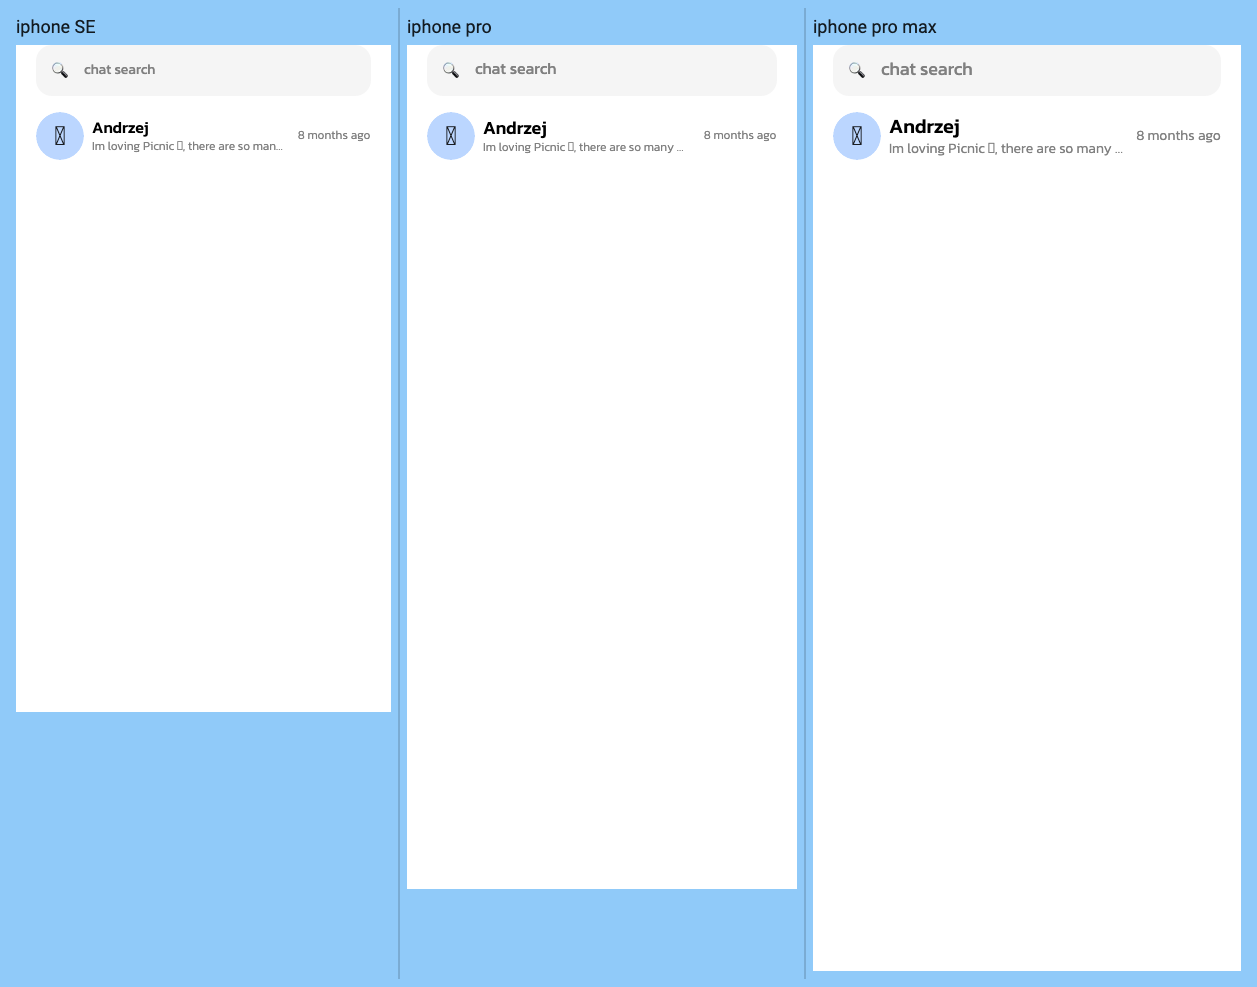 iphone SE
🔍 chat search
Andrzej
Im loving Picnic ▯, there are so man...
8 months ago
iphone pro
🔍 chat search
Andrzej
Im loving Picnic ▯, there are so many ...
8 months ago
iphone pro max
🔍 chat search
Andrzej
Im loving Picnic ▯, there are so many ...
8 months ago